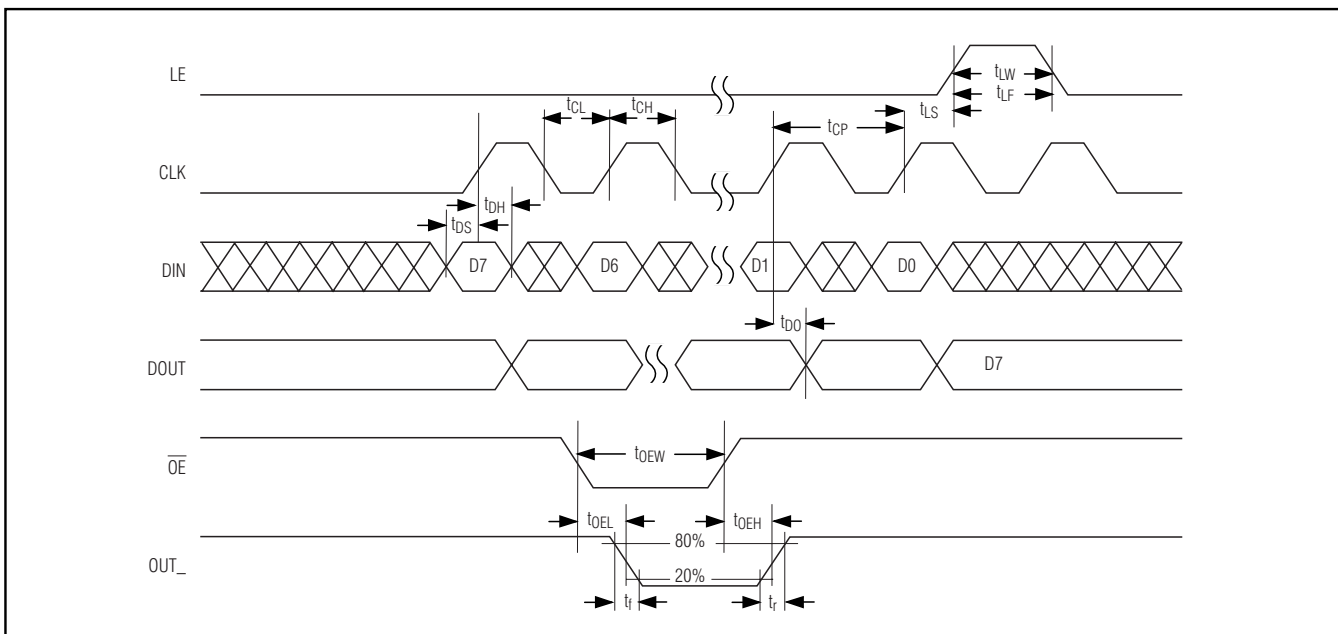 LE
tLW
tLF
tCL
tCH
tLS
tCP
CLK
tDH
tDS
DIN
D7
D6
D1
D0
tDO
DOUT
D7
OE
tOEW
tOEL
tOEH
80%
OUT_
20%
tf
tr